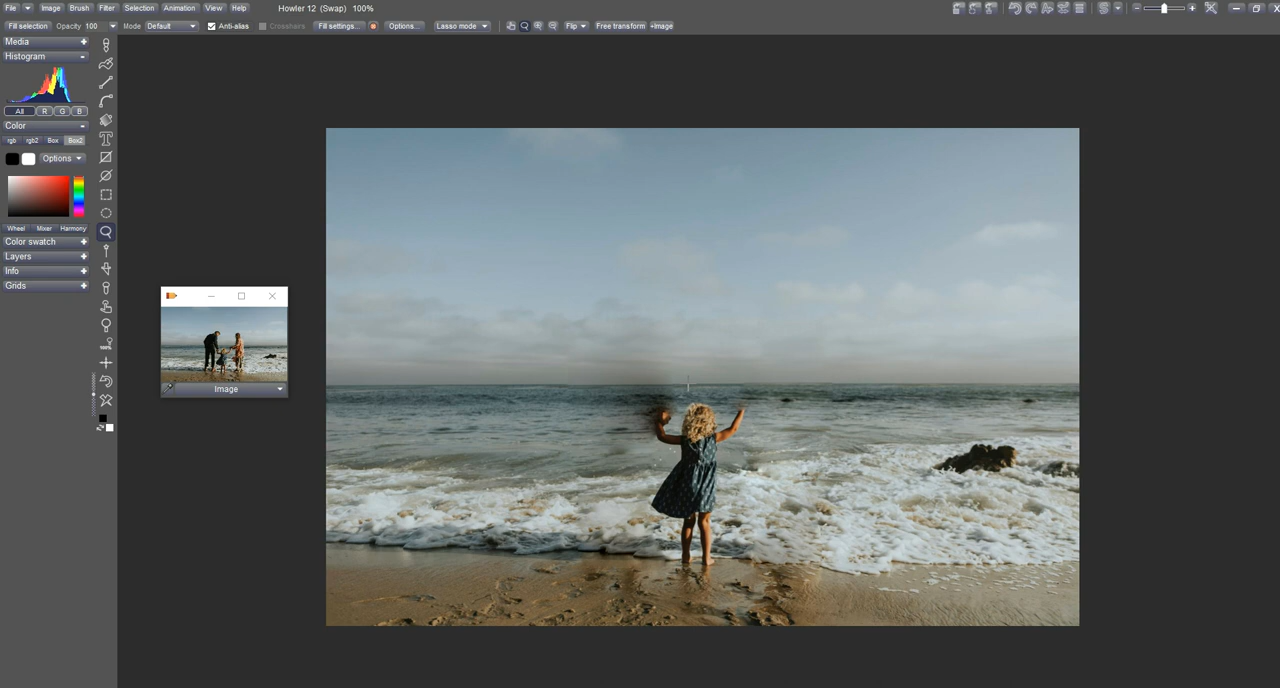 File Image Brush Filter Selection Animation View Help Howler 12 (Swap) 100%
Fill selection Opacity 100 Mode Default Anti-alias Crosshairs Fill settings... Options... Lasso mode Flip Free transform +Image
Media
Histogram
All R G B
Color
rgb rgb2 Box Box2
Options
Wheel Mixer Harmony
Color swatch
Layers
Info
Grids
100%
Image